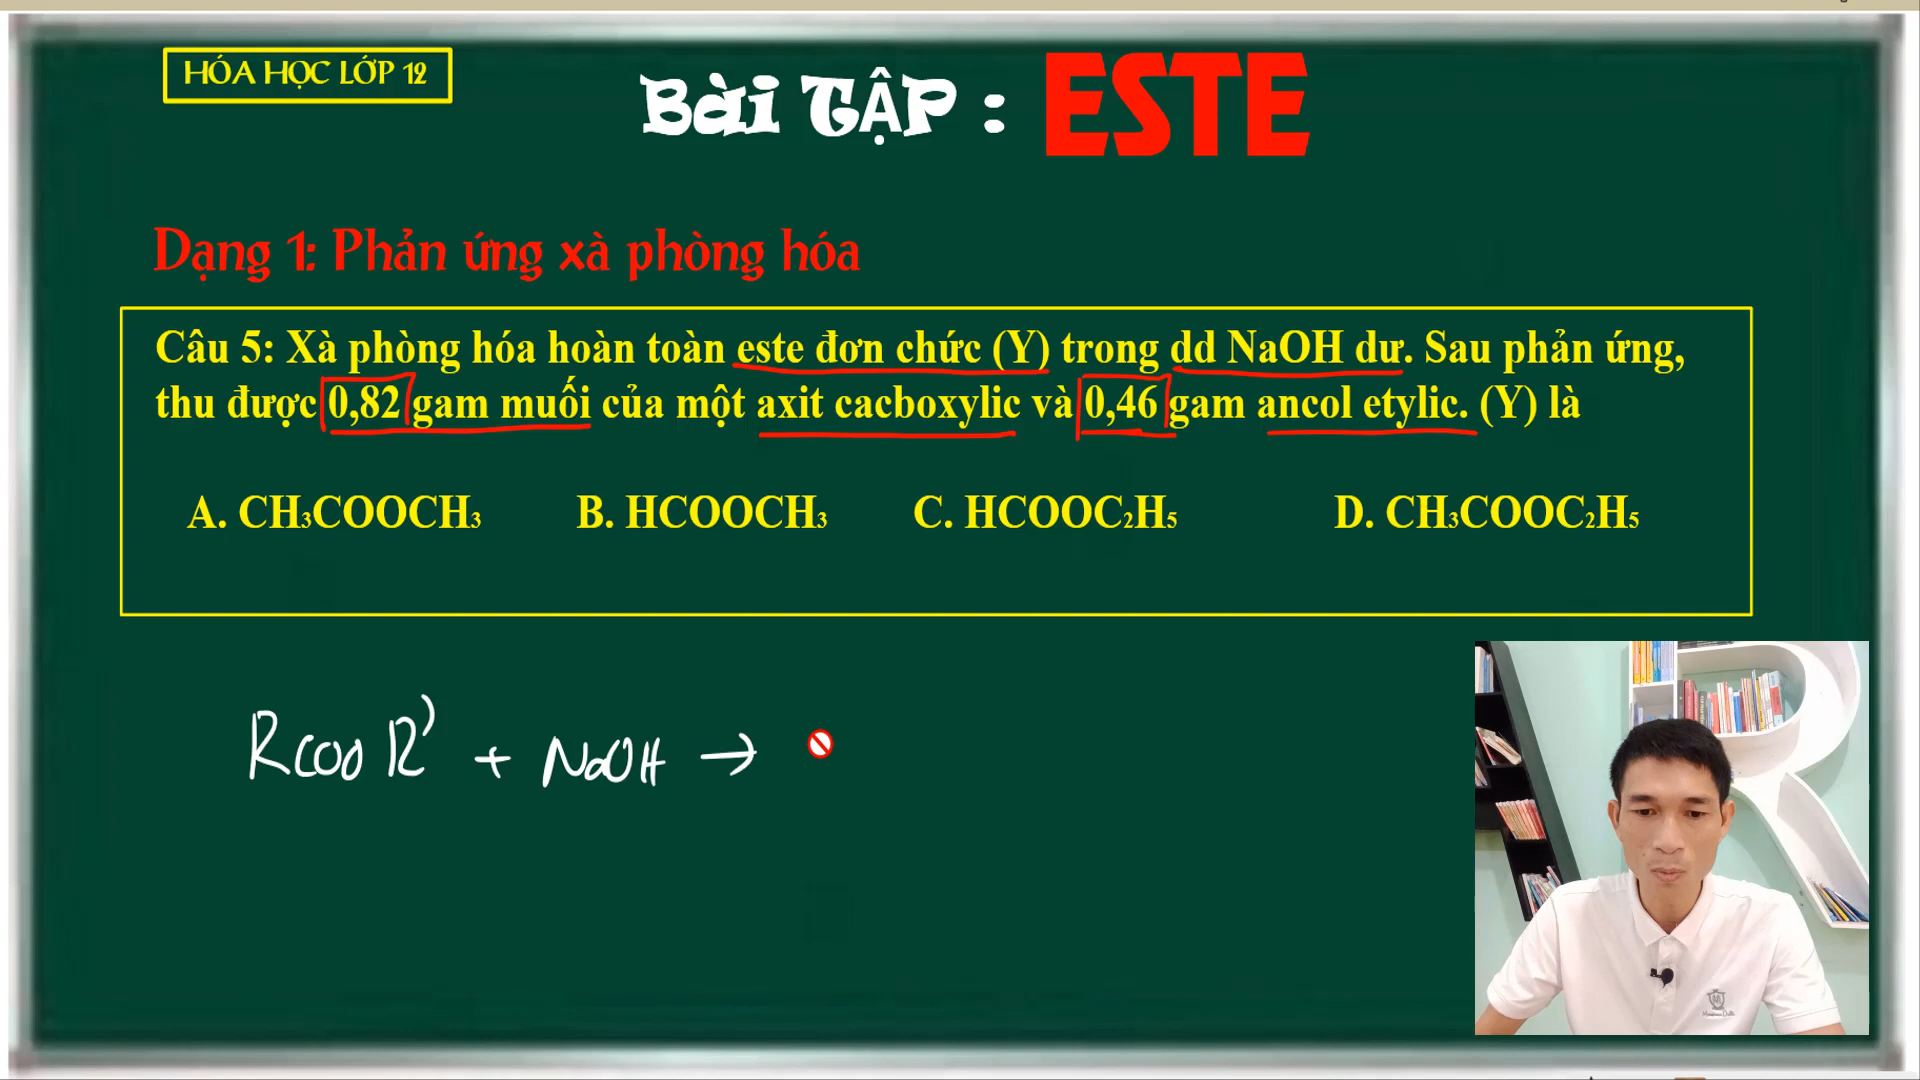 HÓA HỌC LỚP 12
Bài TẬP : ESTE
Dạng 1: Phản ứng xà phòng hóa
Câu 5: Xà phòng hóa hoàn toàn este đơn chức (Y) trong dd NaOH dư. Sau phản ứng,
thu được 0,82 gam muối của một axit cacboxylic và 0,46 gam ancol etylic. (Y) là
A. CH₃COOCH₃ B. HCOOCH₃ C. HCOOC₂H₅ D. CH₃COOC₂H₅
RCOOR' + NaOH →